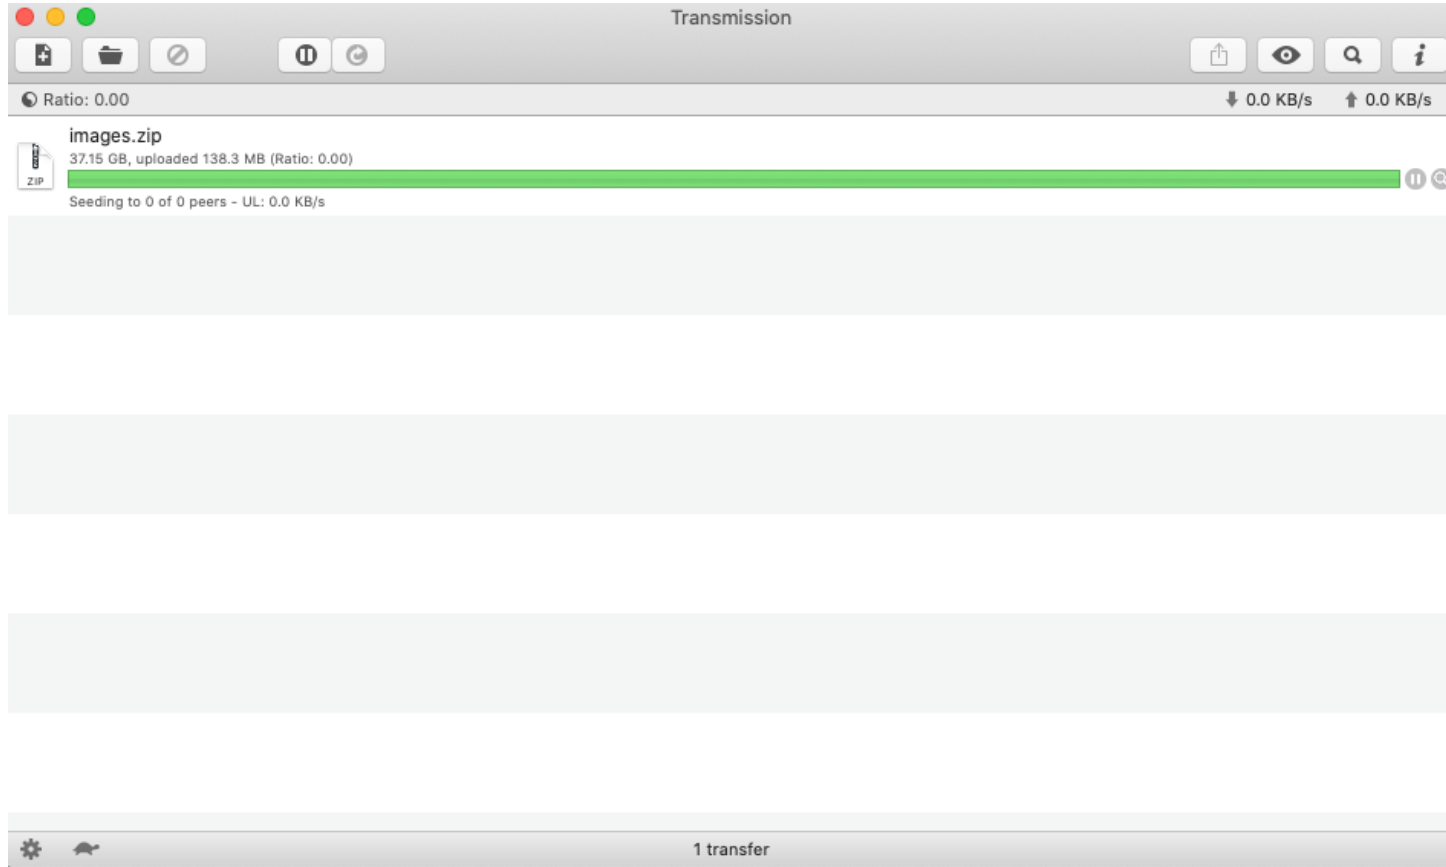 Transmission
Ratio: 0.00
0.0 KB/s
0.0 KB/s
images.zip
37.15 GB, uploaded 138.3 MB (Ratio: 0.00)
ZIP
Seeding to 0 of 0 peers - UL: 0.0 KB/s
1 transfer